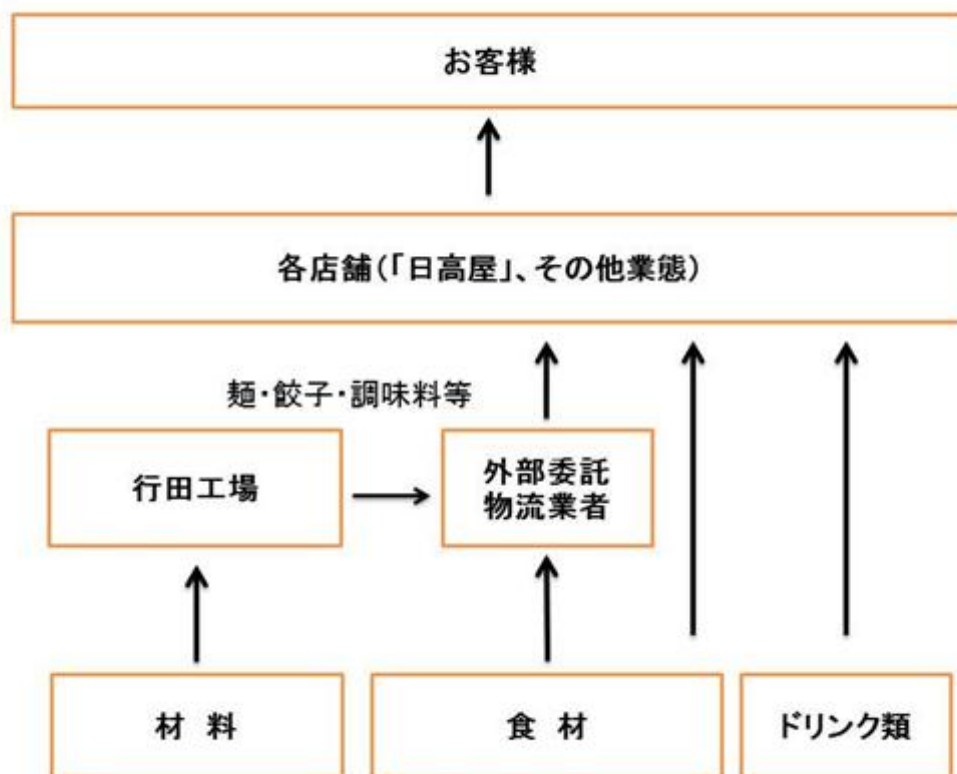 お客様
各店舗(「日高屋」、その他業態)
麺・餃子・調味料等
行田工場
外部委託
物流業者
材 料
食 材
ドリンク類